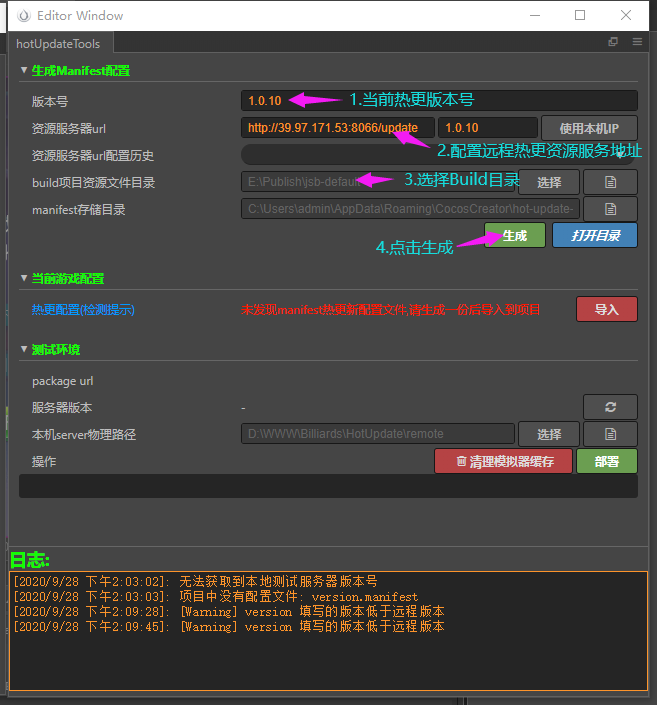 Editor Window
hotUpdateTools
生成Manifest配置
版本号 1.0.10 1.当前热更版本号
资源服务器url http://39.97.171.53:8066/update 1.0.10 使用本机IP
资源服务器url配置历史 2.配置远程热更资源服务地址
build项目资源文件目录 E:\Publish\jsb-default 3.选择Build目录 选择
manifest存储目录 C:\Users\admin\AppData\Roaming\CocosCreator\hot-update-
4.点击生成 生成 打开目录
当前游戏配置
热更配置(检测提示) 未发现manifest热更新配置文件,请生成一份后导入到项目 导入
测试环境
package url
服务器版本 -
本机server物理路径 D:\WWW\Billiards\HotUpdate\remote 选择
操作 清理模拟器缓存 部署
日志:
[2020/9/28 下午2:03:02]: 无法获取到本地测试服务器版本号
[2020/9/28 下午2:03:03]: 项目中没有配置文件: version.manifest
[2020/9/28 下午2:09:28]: [Warning] version 填写的版本低于远程版本
[2020/9/28 下午2:09:45]: [Warning] version 填写的版本低于远程版本